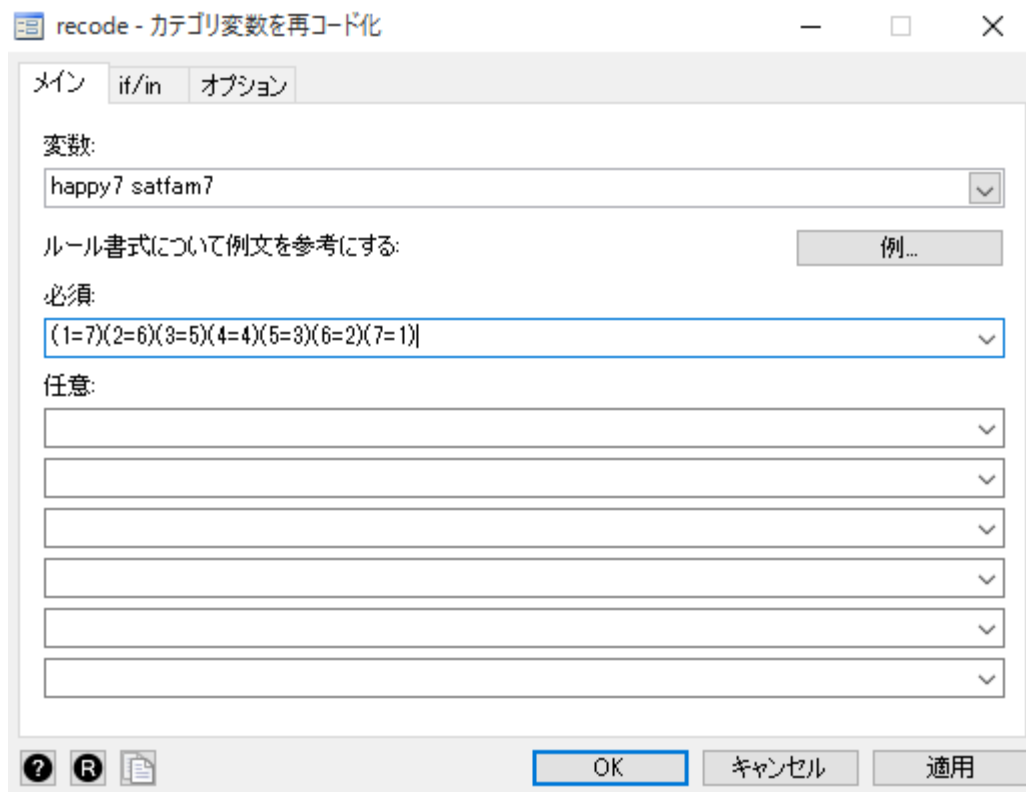 recode - カテゴリ変数を再コード化
メイン if/in オプション
変数:
happy7 satfam7
ルール書式について例文を参考にする: 例...
必須:
(1=7)(2=6)(3=5)(4=4)(5=3)(6=2)(7=1)
任意:
? R OK キャンセル 適用